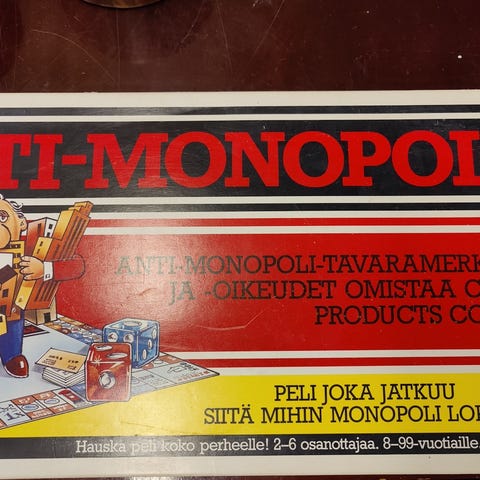 TI-MONOPOL
ANTI-MONOPOLI-TAVARAMERK
JA -OIKEUDET OMISTAA C
PRODUCTS CO
PELI JOKA JATKUU
SIITÄ MIHIN MONOPOLI LOP
Hauska peli koko perheelle! 2-6 osanottajaa. 8-99-vuotiaille.